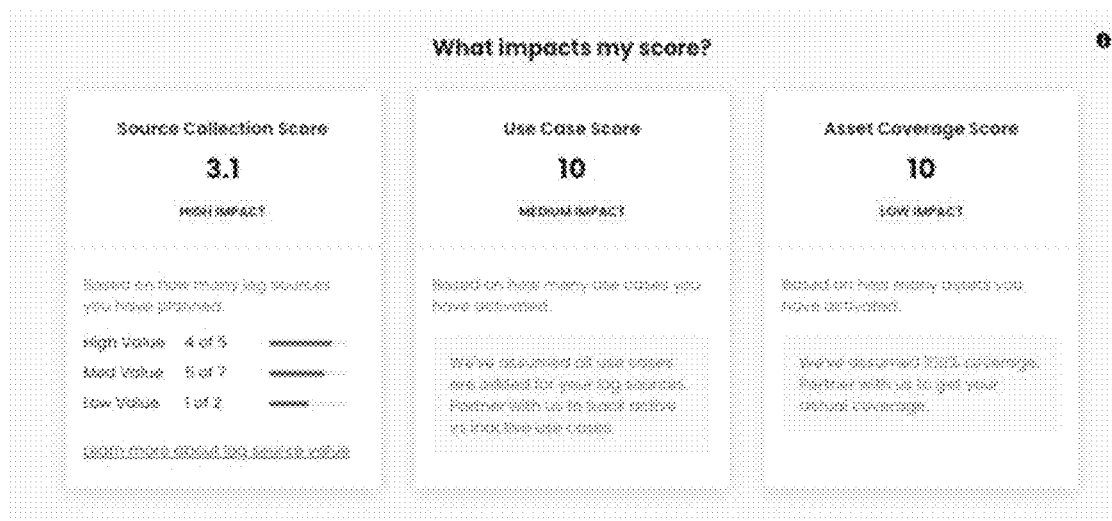 What impacts my score?
Source Collection Score
3.1
HIGH IMPACT
Based on how many log sources
you have planned.
High Value 4 of 5
Med Value 5 of 7
Low Value 1 of 2
Learn more about log source value
Use Case Score
10
MEDIUM IMPACT
Based on how many use cases you
have activated.
We've assumed all use cases
are added for your log sources.
Partner with us to track active
vs inactive use cases.
Asset Coverage Score
10
LOW IMPACT
Based on how many assets you
have activated.
We've assumed 100% coverage.
Partner with us to get your
actual coverage.